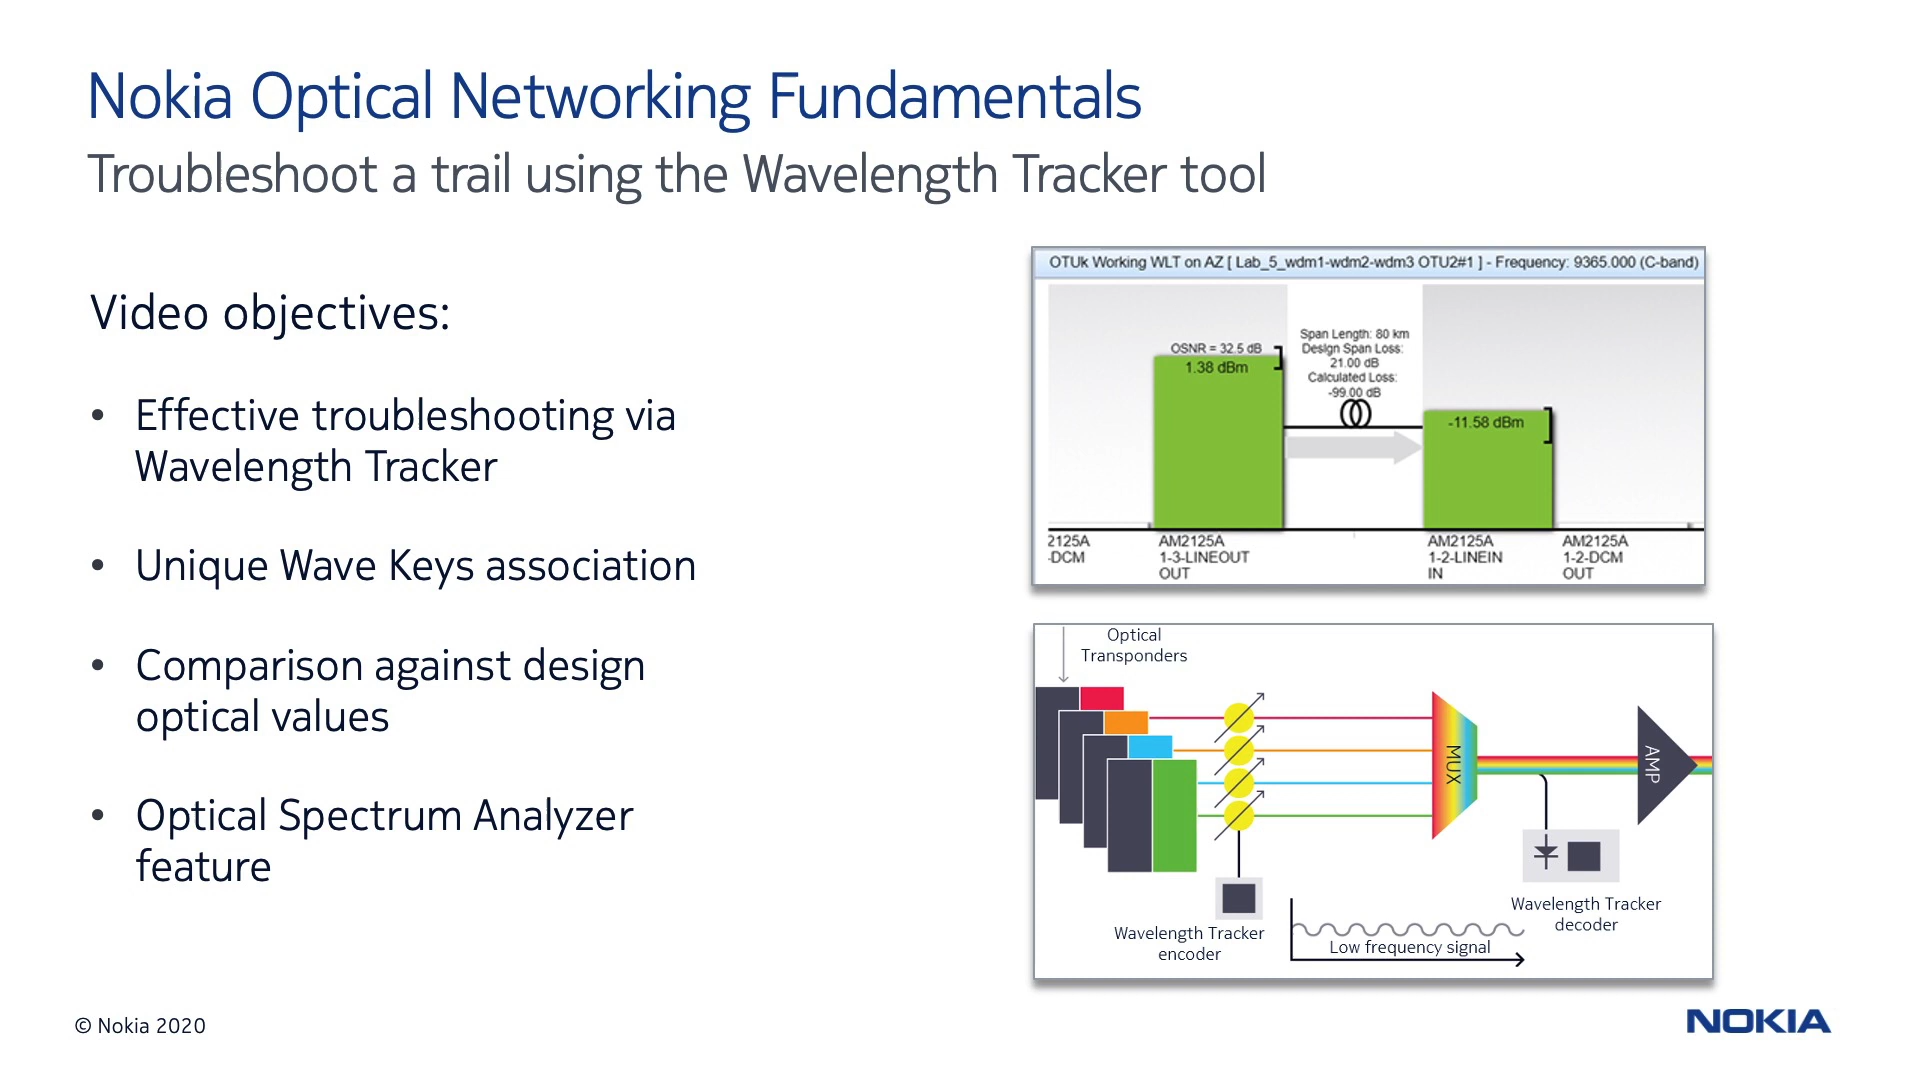 Nokia Optical Networking Fundamentals
Troubleshoot a trail using the Wavelength Tracker tool
Video objectives:
• Effective troubleshooting via
Wavelength Tracker
• Unique Wave Keys association
• Comparison against design
optical values
• Optical Spectrum Analyzer
feature
OTUk Working WLT on AZ [ Lab_5_wdm1-wdm2-wdm3 OTU2#1 ] - Frequency: 9365.000 (C-band)
OSNR = 32.5 dB
1.38 dBm
Span Length: 80 km
Design Span Loss:
21.00 dB
Calculated Loss:
-99.00 dB
-11.58 dBm
2125A
-DCM
AM2125A
1-3-LINEOUT
OUT
AM2125A
1-2-LINEIN
IN
AM2125A
1-2-DCM
OUT
Optical
Transponders
MUX
AMP
Wavelength Tracker
encoder
Low frequency signal
Wavelength Tracker
decoder
© Nokia 2020
NOKIA